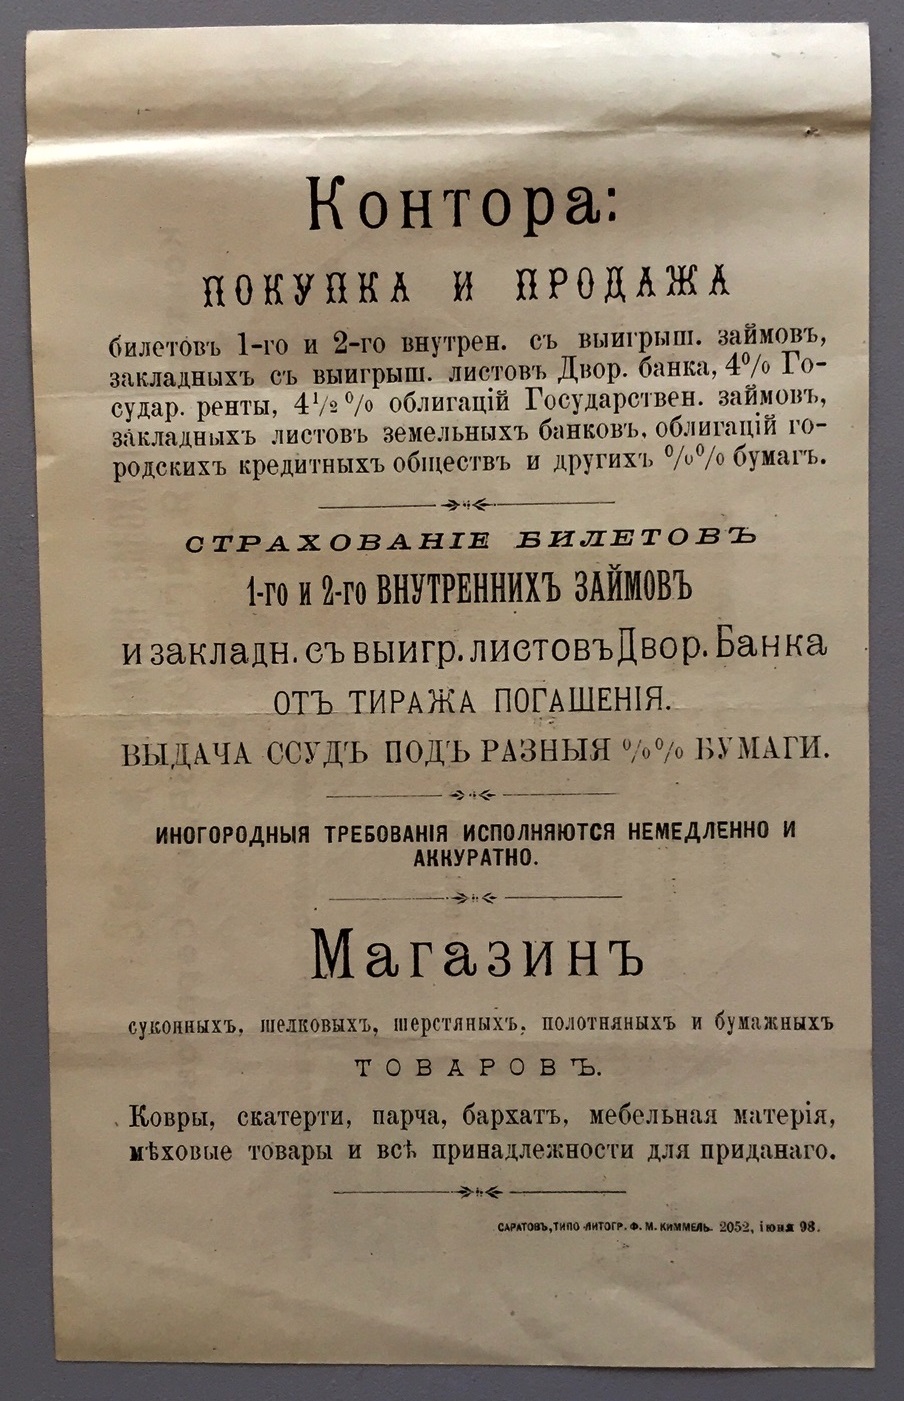 Контора:
ПОКУПКА И ПРОДАЖА
билетовъ 1-го и 2-го внутрен. съ выигрыш. займовъ,
закладныхъ съ выигрыш. листовъ Двор. банка, 4% Го-
судар. ренты, 4½% облигацій Государствен. займовъ,
закладныхъ листовъ земельныхъ банковъ, облигацій го-
родскихъ кредитныхъ обществъ и другихъ %% бумагъ.
СТРАХОВАНІЕ БИЛЕТОВЪ
1-го и 2-го ВНУТРЕННИХЪ ЗАЙМОВЪ
и закладн. съ выигр. листовъ Двор. Банка
ОТЪ ТИРАЖА ПОГАШЕНІЯ.
ВЫДАЧА ССУДЪ ПОДЪ РАЗНЫЯ %% БУМАГИ.
ИНОГОРОДНЫЯ ТРЕБОВАНІЯ ИСПОЛНЯЮТСЯ НЕМЕДЛЕННО И
АККУРАТНО.
Магазинъ
суконныхъ, шелковыхъ, шерстяныхъ, полотняныхъ и бумажныхъ
ТОВАРОВЪ.
Ковры, скатерти, парча, бархатъ, мебельная матерія,
мѣховые товары и всѣ принадлежности для приданаго.
САРАТОВЪ, ТИПО-ЛИТОГР. Ф. М. КИММЕЛЬ. 2052, іюня 98.